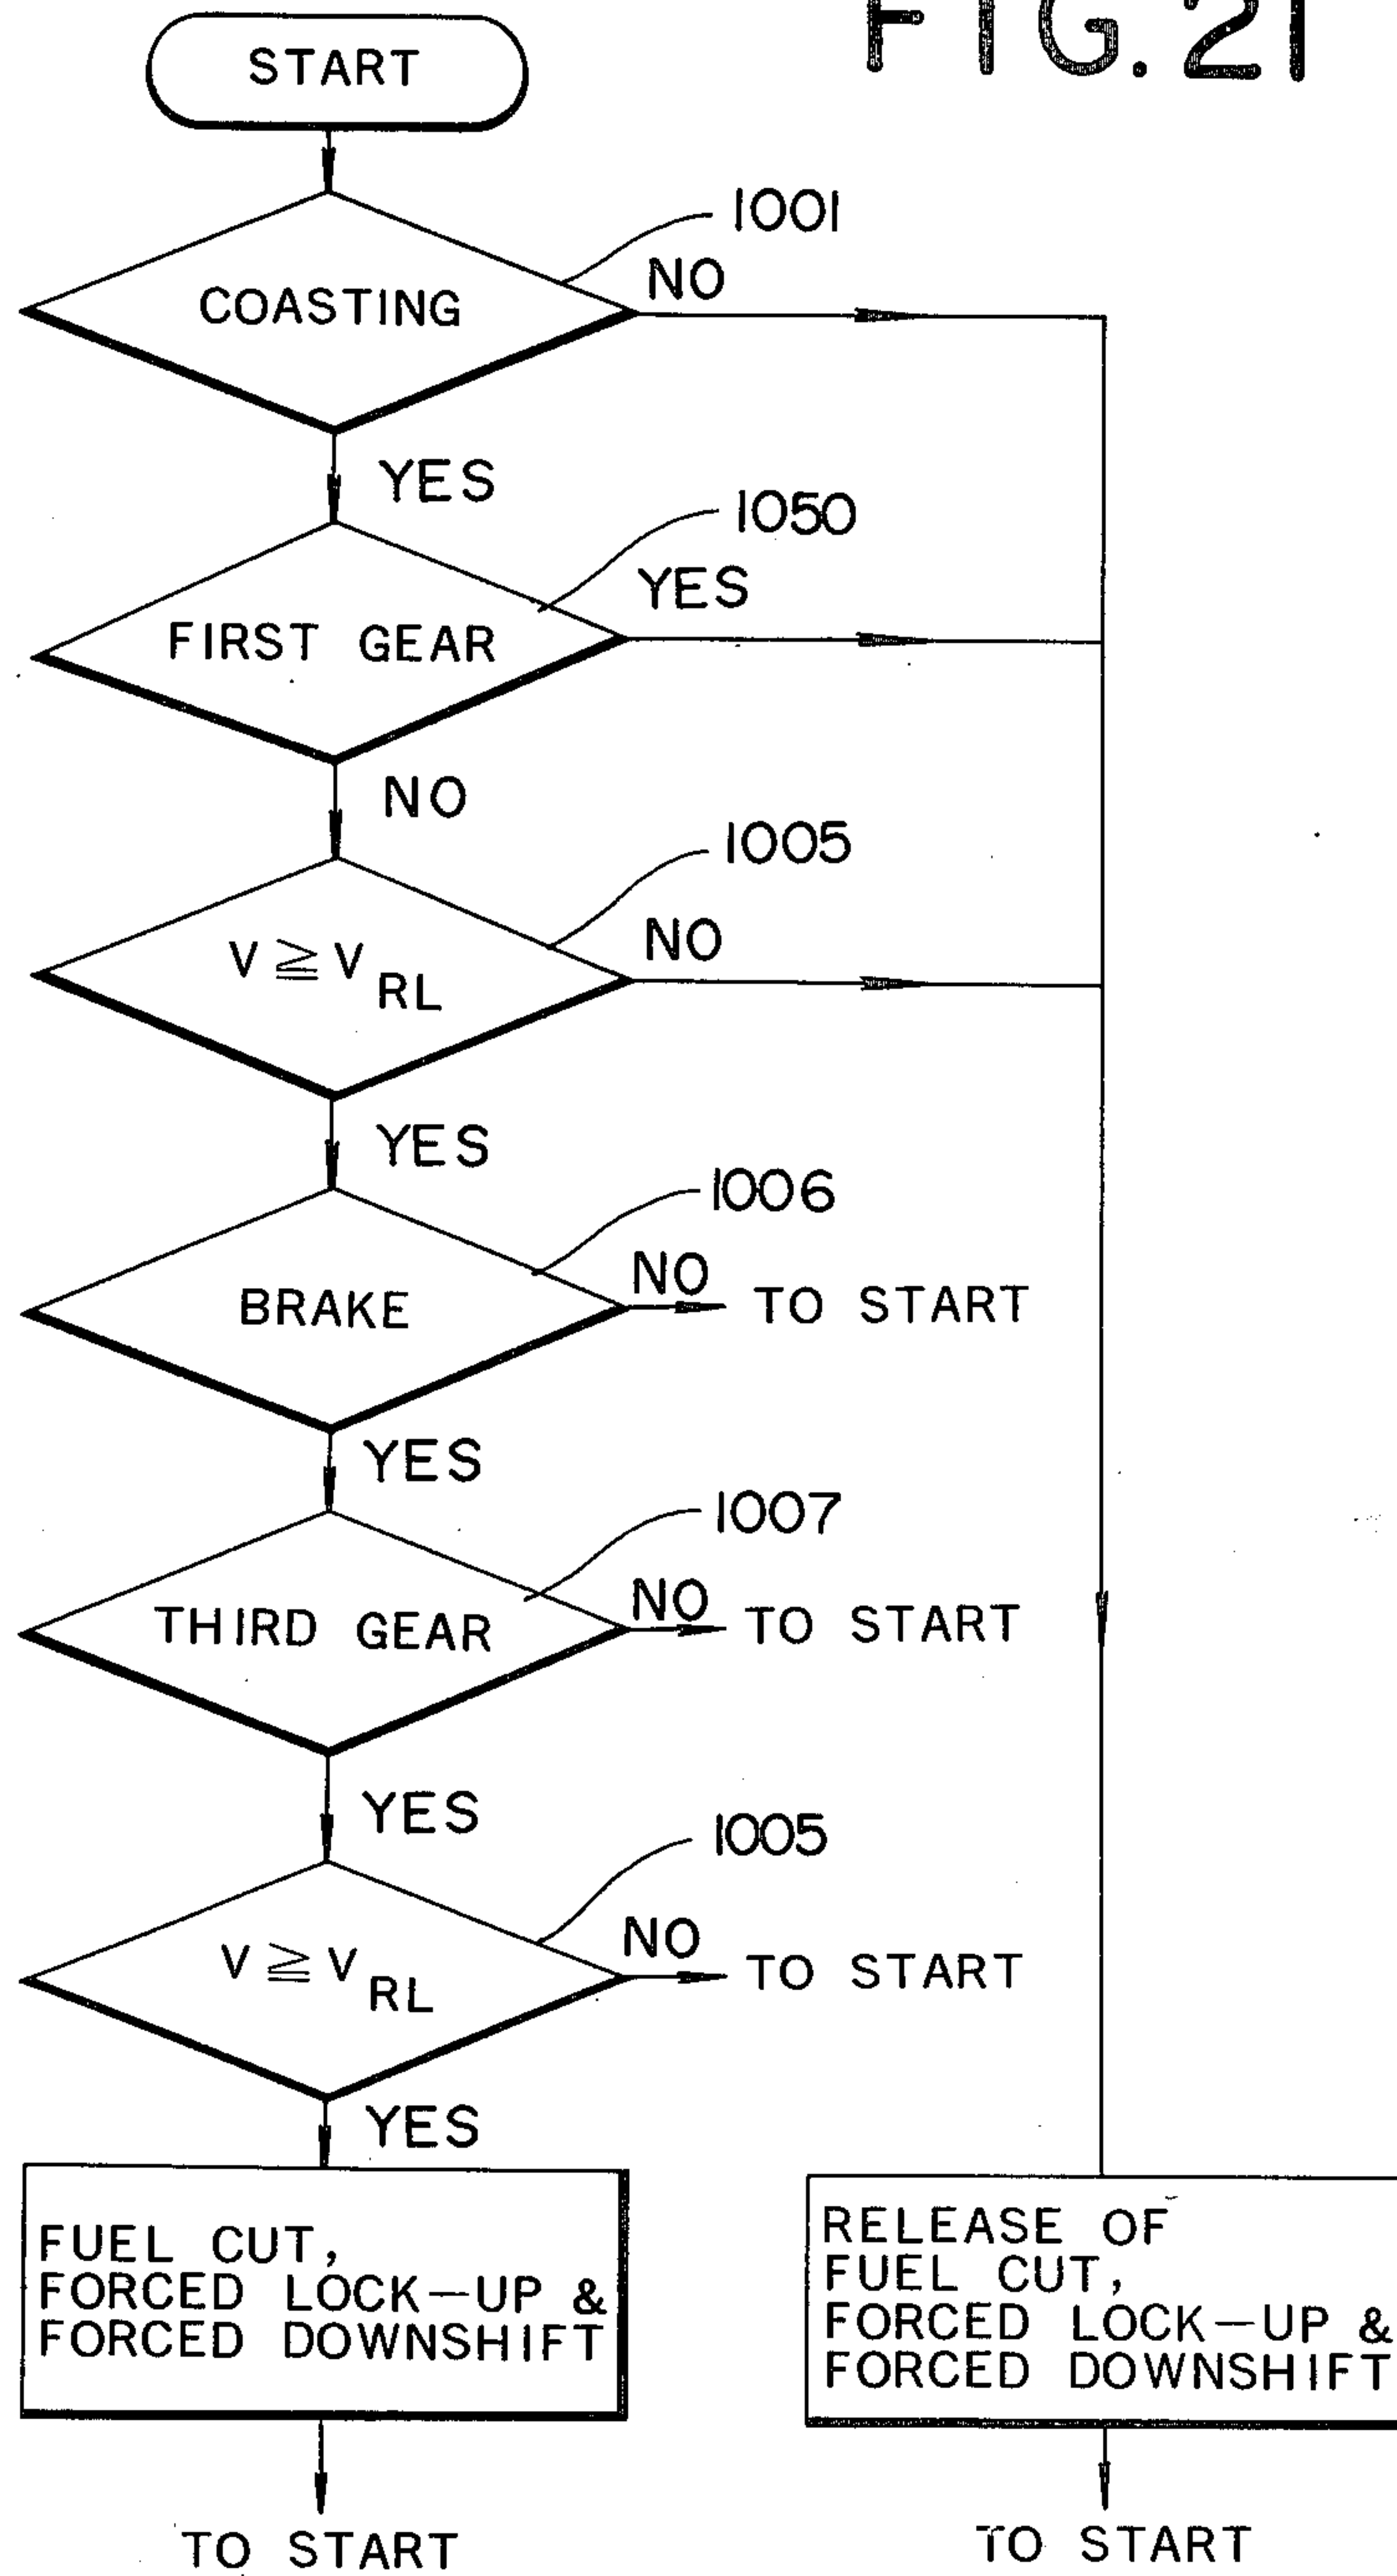 FIG. 21
START
1001
COASTING
NO
YES
1050
FIRST GEAR
YES
NO
1005
V ≧ V RL
NO
YES
1006
BRAKE
NO
TO START
YES
1007
THIRD GEAR
NO
TO START
YES
1005
V ≧ V RL
NO
TO START
YES
FUEL CUT,
FORCED LOCK-UP &
FORCED DOWNSHIFT
TO START
RELEASE OF
FUEL CUT,
FORCED LOCK-UP &
FORCED DOWNSHIFT
TO START